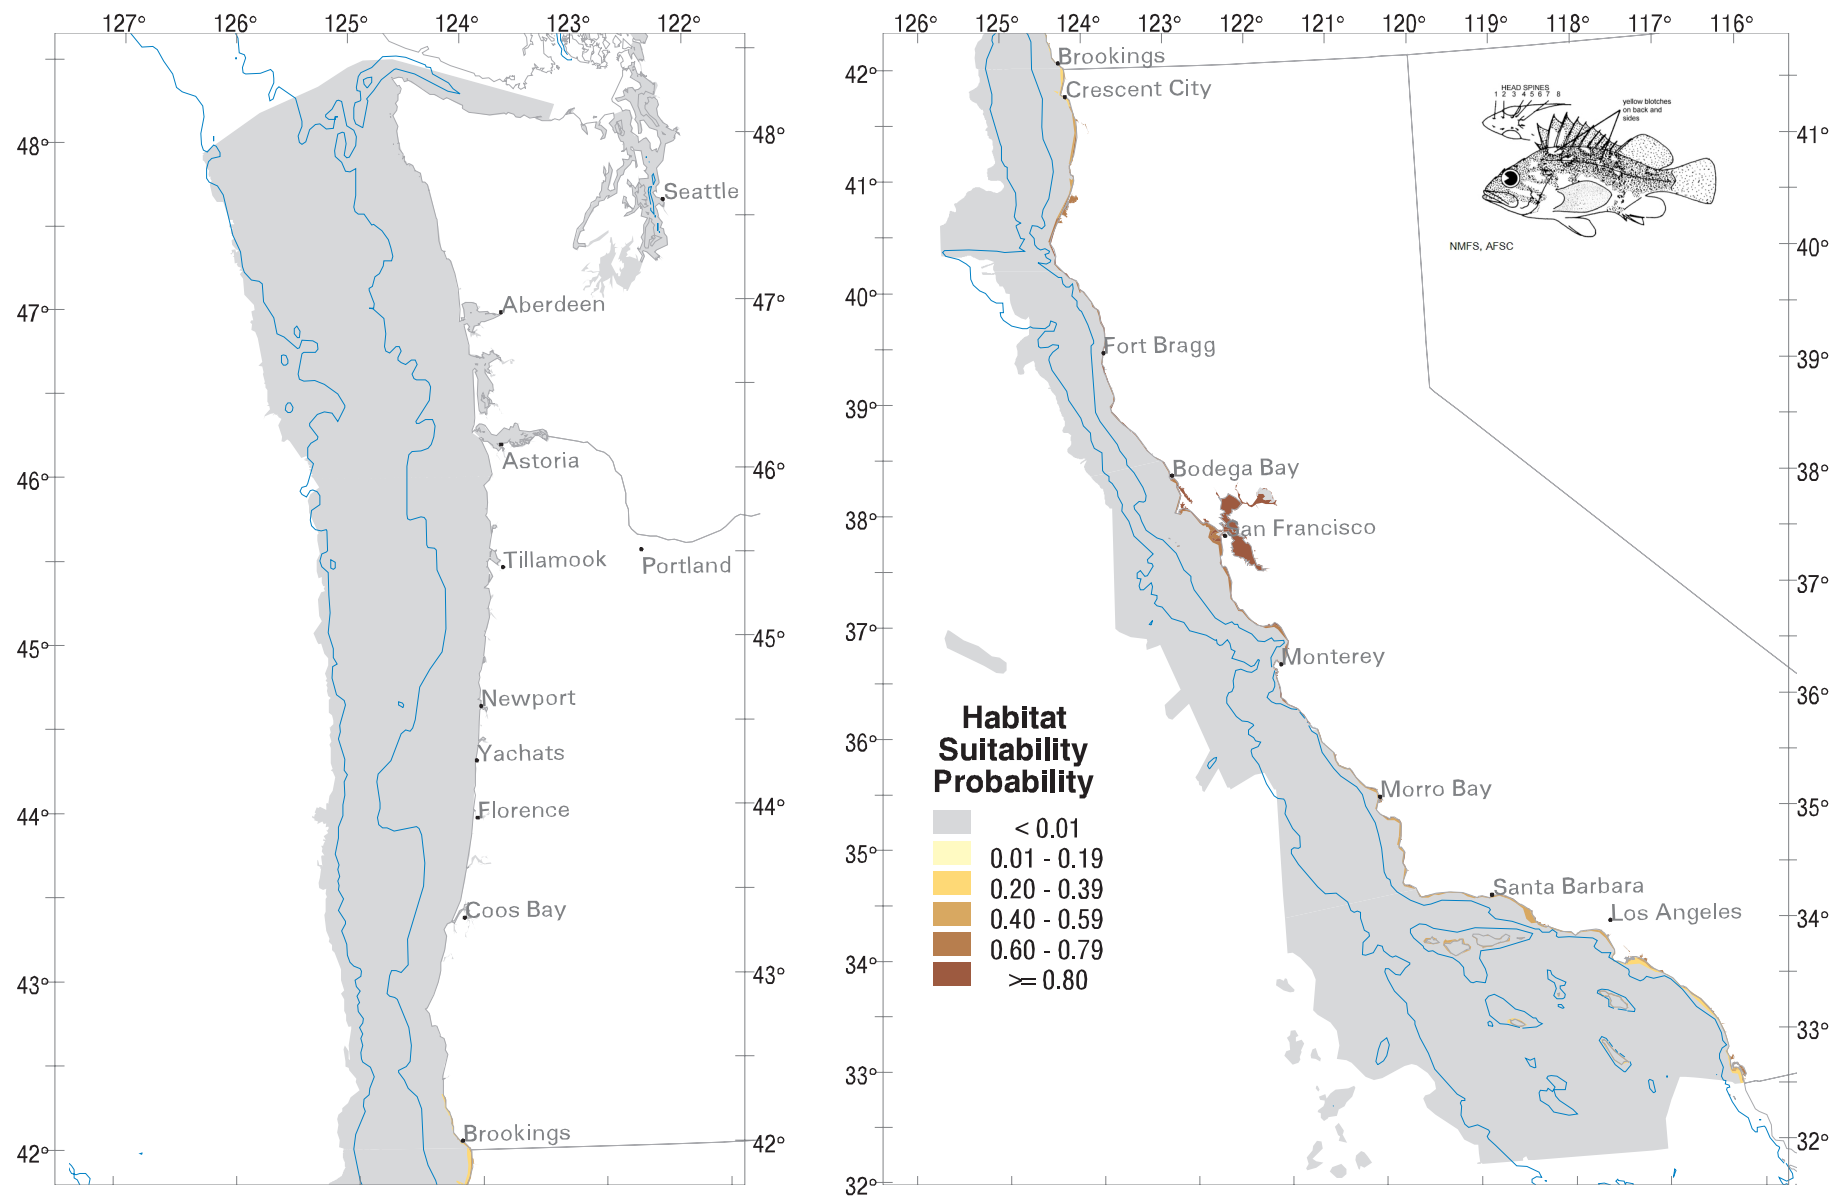 127° 126° 125° 124° 123° 122°
48°
47°
46°
45°
44°
43°
42°
48°
47°
46°
45°
44°
43°
42°
Seattle
Aberdeen
Astoria
Tillamook
Portland
Newport
Yachats
Florence
Coos Bay
Brookings
126° 125° 124° 123° 122° 121° 120° 119° 118° 117° 116°
42°
41°
40°
39°
38°
37°
36°
35°
34°
33°
32°
41°
40°
39°
38°
37°
36°
35°
34°
33°
32°
Brookings
Crescent City
Fort Bragg
Bodega Bay
San Francisco
Monterey
Morro Bay
Santa Barbara
Los Angeles
HEAD SPINES
1 2 3 4 5 6 7 8
yellow blotches
on back and
sides
NMFS, AFSC
Habitat
Suitability
Probability
< 0.01
0.01 - 0.19
0.20 - 0.39
0.40 - 0.59
0.60 - 0.79
>= 0.80